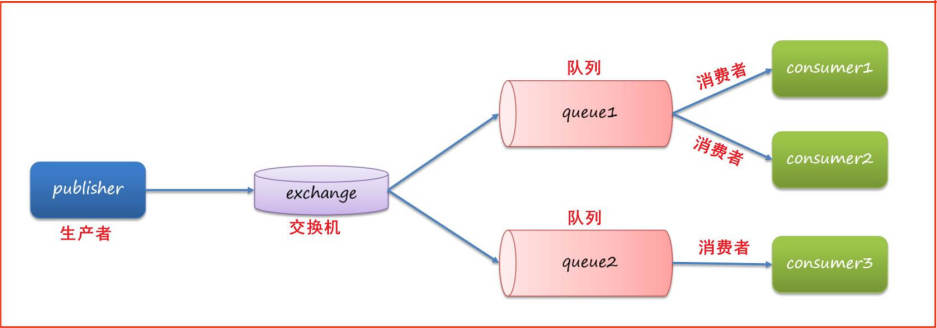 publisher
生产者
exchange
交换机
队列
queue1
队列
queue2
消费者
消费者
消费者
consumer1
consumer2
consumer3